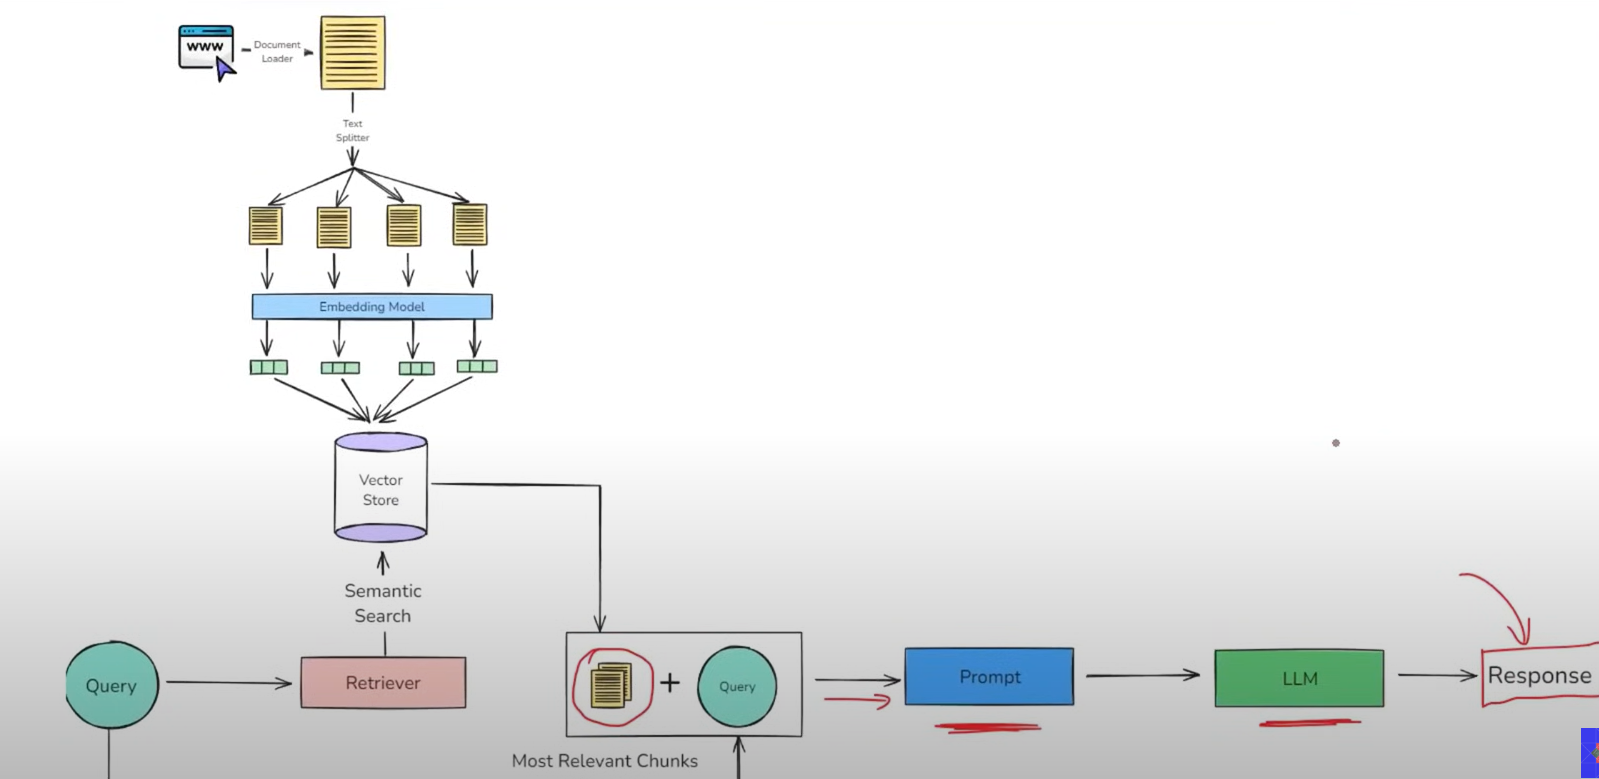 www
Document
Loader
Text
Splitter
Embedding Model
Vector
Store
Semantic
Search
Query
Retriever
Query
Prompt
LLM
Response
Most Relevant Chunks